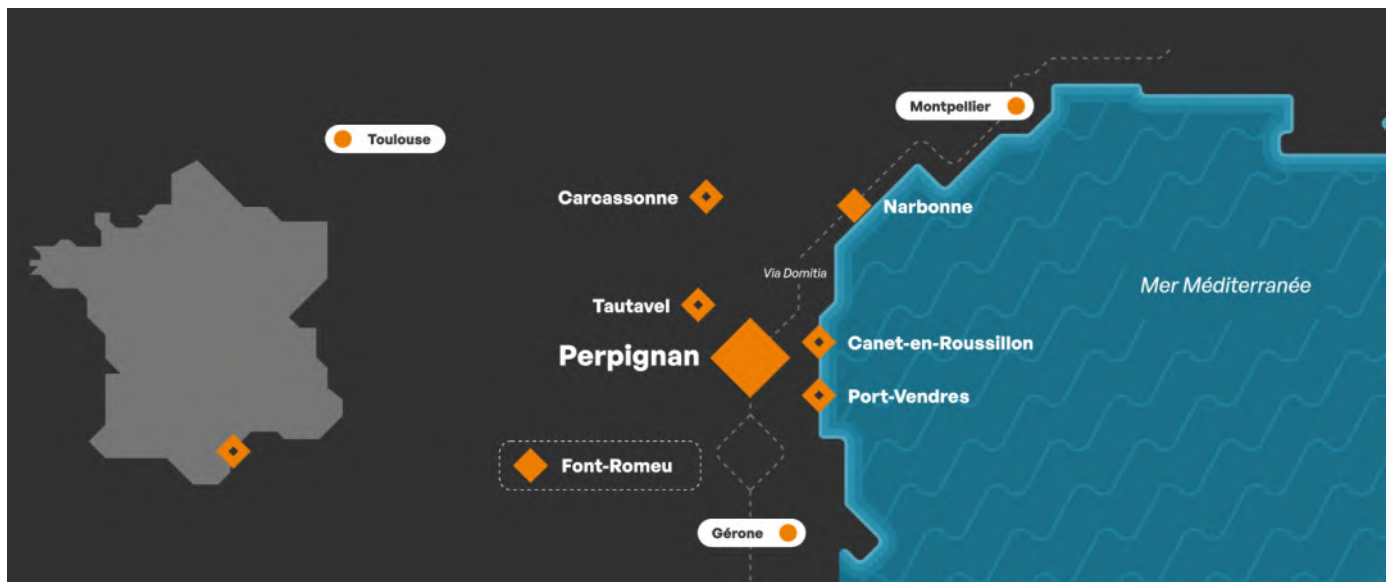 Montpellier
Toulouse
Carcassonne
Narbonne
Via Domitia
Mer Méditerranée
Tautavel
Canet-en-Roussillon
Perpignan
Port-Vendres
Font-Romeu
Gérone